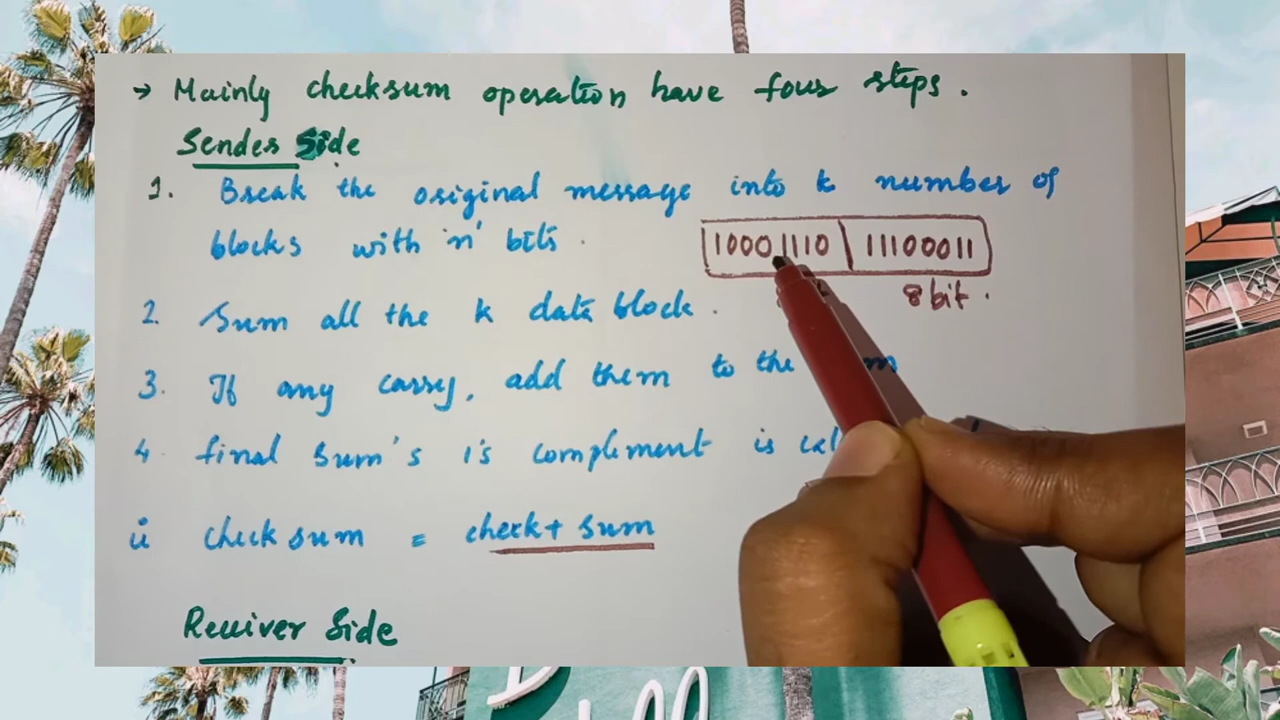 → Mainly checksum operation have four steps.
Sender Side
1. Break the original message into k number of
blocks with 'n' bits.
10001110 | 11100011
8 bit.
2. Sum all the k data block.
3. If any carry, add them to the
4. final sum's 1's complement is
ie checksum = check + sum
Reciver Side